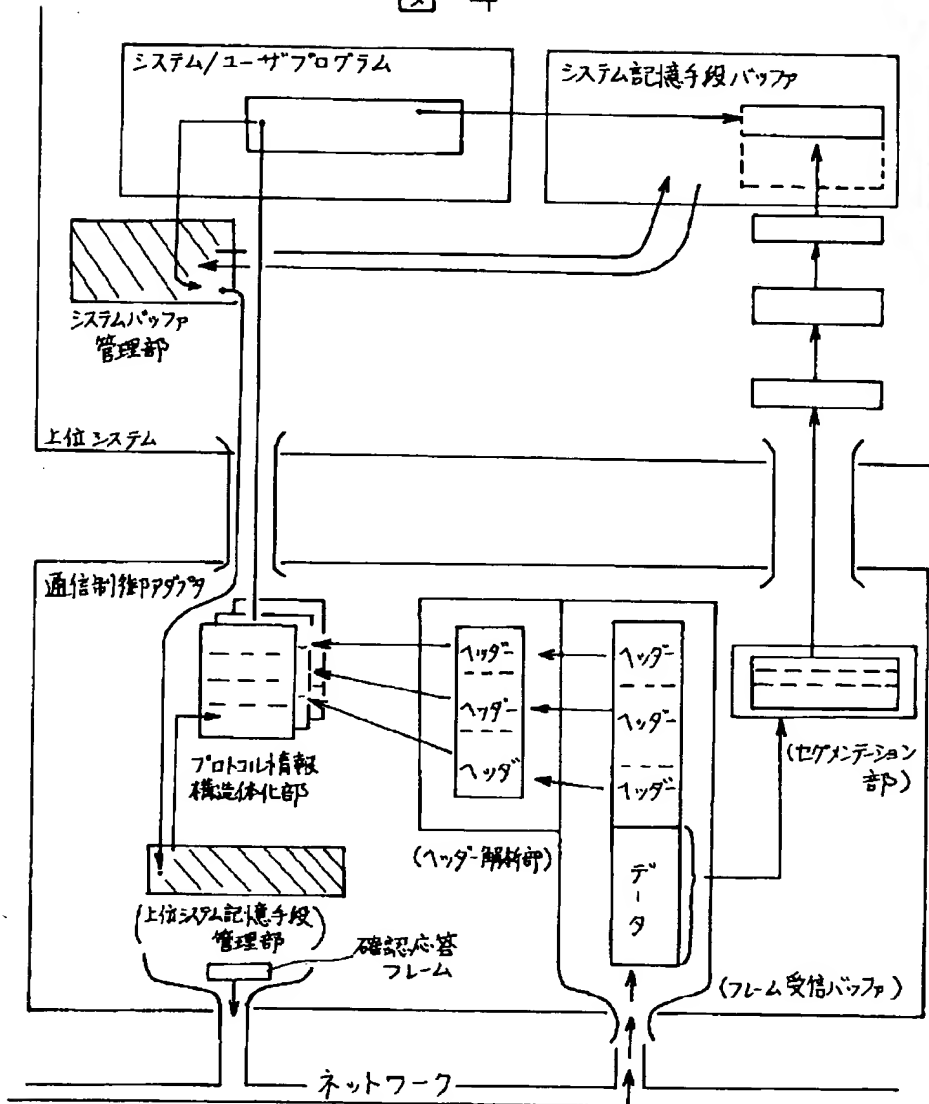 図 4
システム/ユーザプログラム
システム記憶手段バッファ
システムバッファ
管理部
上位システム
通信制御アダプタ
ヘッダー
ヘッダー
ヘッダ
ヘッダー
ヘッダー
ヘッダー
データ
プロトコル情報
構造体化部
(ヘッダー解析部)
(セグメンテーション
部)
(上位システム記憶手段
管理部)
確認応答
フレーム
(フレーム受信バッファ)
ネットワーク